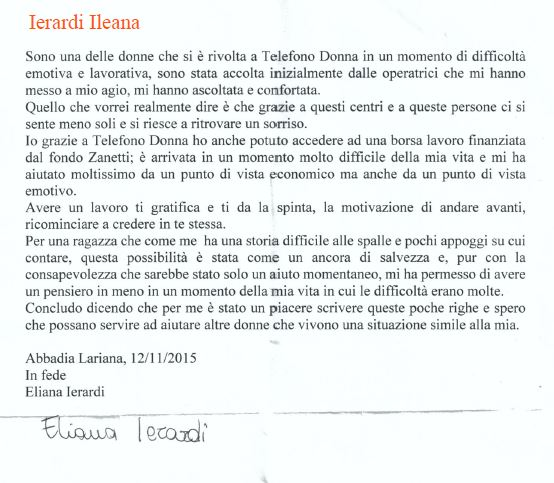 Ierardi Ileana
Sono una delle donne che si è rivolta a Telefono Donna in un momento di difficoltà
emotiva e lavorativa, sono stata accolta inizialmente dalle operatrici che mi hanno
messo a mio agio, mi hanno ascoltata e confortata.
Quello che vorrei realmente dire è che grazie a questi centri e a queste persone ci si
sente meno soli e si riesce a ritrovare un sorriso.
Io grazie a Telefono Donna ho anche potuto accedere ad una borsa lavoro finanziata
dal fondo Zanetti; è arrivata in un momento molto difficile della mia vita e mi ha
aiutato moltissimo da un punto di vista economico ma anche da un punto di vista
emotivo.
Avere un lavoro ti gratifica e ti da la spinta, la motivazione di andare avanti,
ricominciare a credere in te stessa.
Per una ragazza che come me ha una storia difficile alle spalle e pochi appoggi su cui
contare, questa possibilità è stata come un ancora di salvezza e, pur con la
consapevolezza che sarebbe stato solo un aiuto momentaneo, mi ha permesso di avere
un pensiero in meno in un momento della mia vita in cui le difficoltà erano molte.
Concludo dicendo che per me è stato un piacere scrivere queste poche righe e spero
che possano servire ad aiutare altre donne che vivono una situazione simile alla mia.
Abbadia Lariana, 12/11/2015
In fede
Eliana Ierardi
Eliana Ierardi